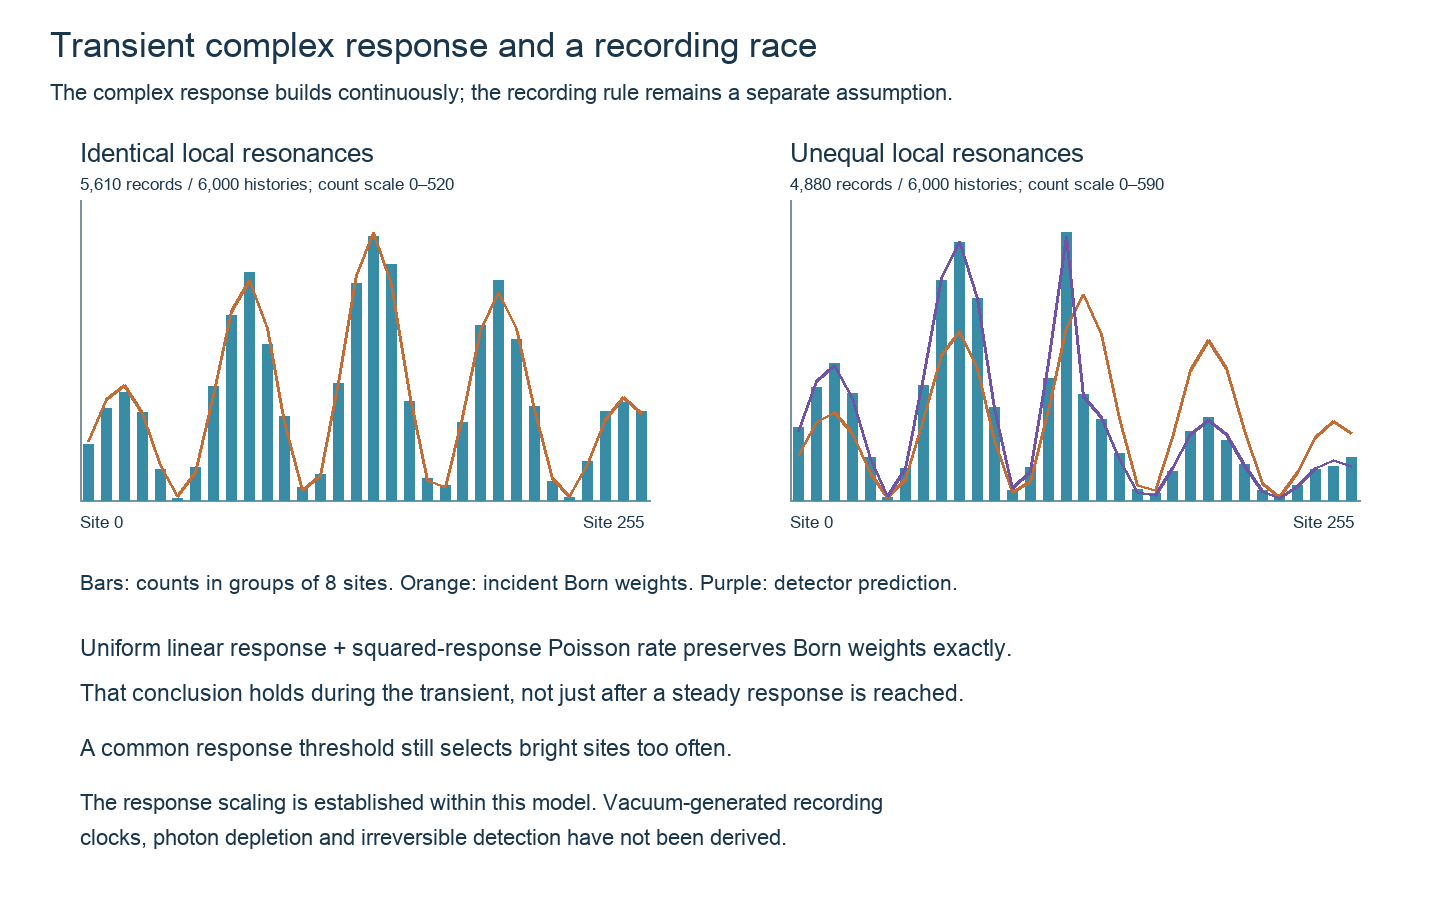 Transient complex response and a recording race
The complex response builds continuously; the recording rule remains a separate assumption.
Identical local resonances
5,610 records / 6,000 histories; count scale 0–520
Site 0
Site 255
Unequal local resonances
4,880 records / 6,000 histories; count scale 0–590
Site 0
Site 255
Bars: counts in groups of 8 sites. Orange: incident Born weights. Purple: detector prediction.
Uniform linear response + squared-response Poisson rate preserves Born weights exactly.
That conclusion holds during the transient, not just after a steady response is reached.
A common response threshold still selects bright sites too often.
The response scaling is established within this model. Vacuum-generated recording
clocks, photon depletion and irreversible detection have not been derived.